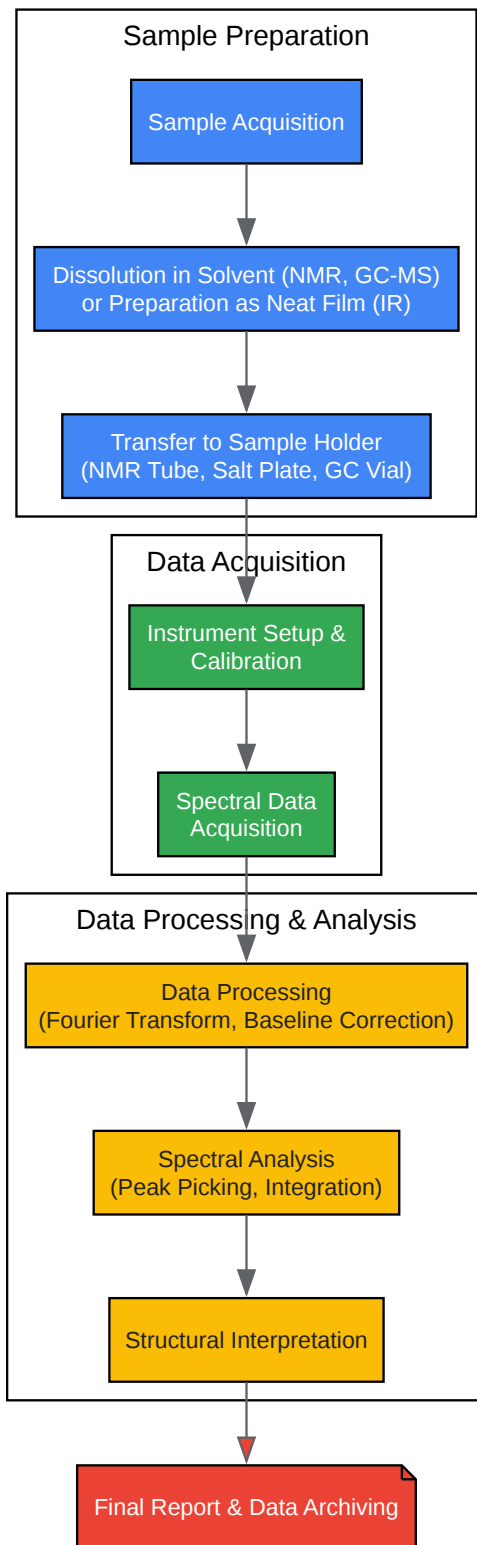 Sample Preparation
Sample Acquisition
Dissolution in Solvent (NMR, GC-MS)
or Preparation as Neat Film (IR)
Transfer to Sample Holder
(NMR Tube, Salt Plate, GC Vial)
Data Acquisition
Instrument Setup &
Calibration
Spectral Data
Acquisition
Data Processing & Analysis
Data Processing
(Fourier Transform, Baseline Correction)
Spectral Analysis
(Peak Picking, Integration)
Structural Interpretation
Final Report & Data Archiving